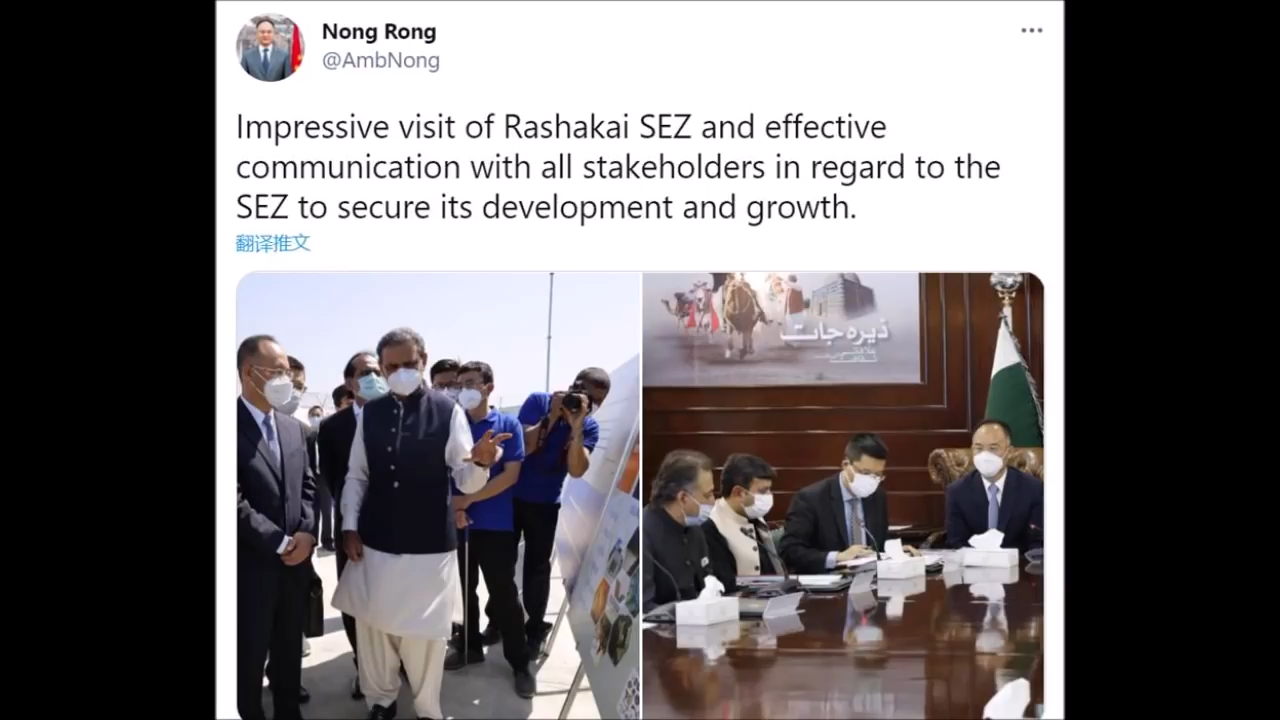 Nong Rong
@AmbNong
Impressive visit of Rashakai SEZ and effective
communication with all stakeholders in regard to the
SEZ to secure its development and growth.
翻译推文
ڈیرہ جات